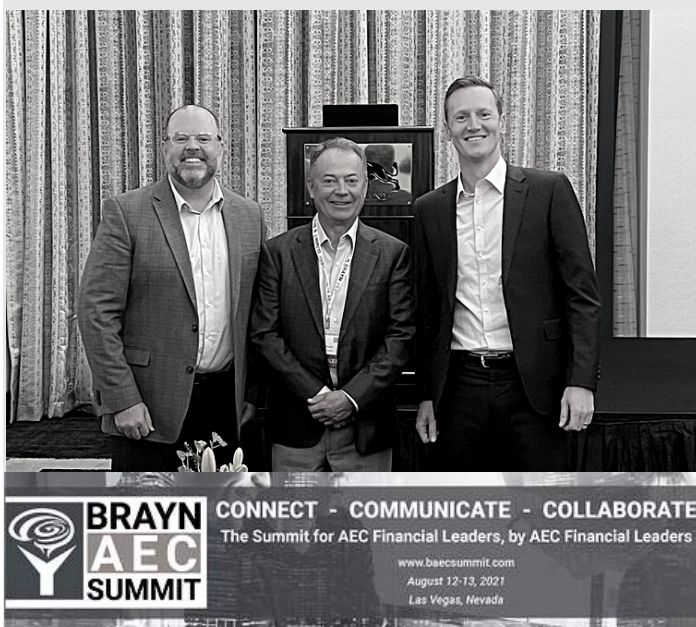 BRAYN
AEC
SUMMIT
CONNECT - COMMUNICATE - COLLABORATE
The Summit for AEC Financial Leaders, by AEC Financial Leaders
www.baecsummit.com
August 12-13, 2021
Las Vegas, Nevada